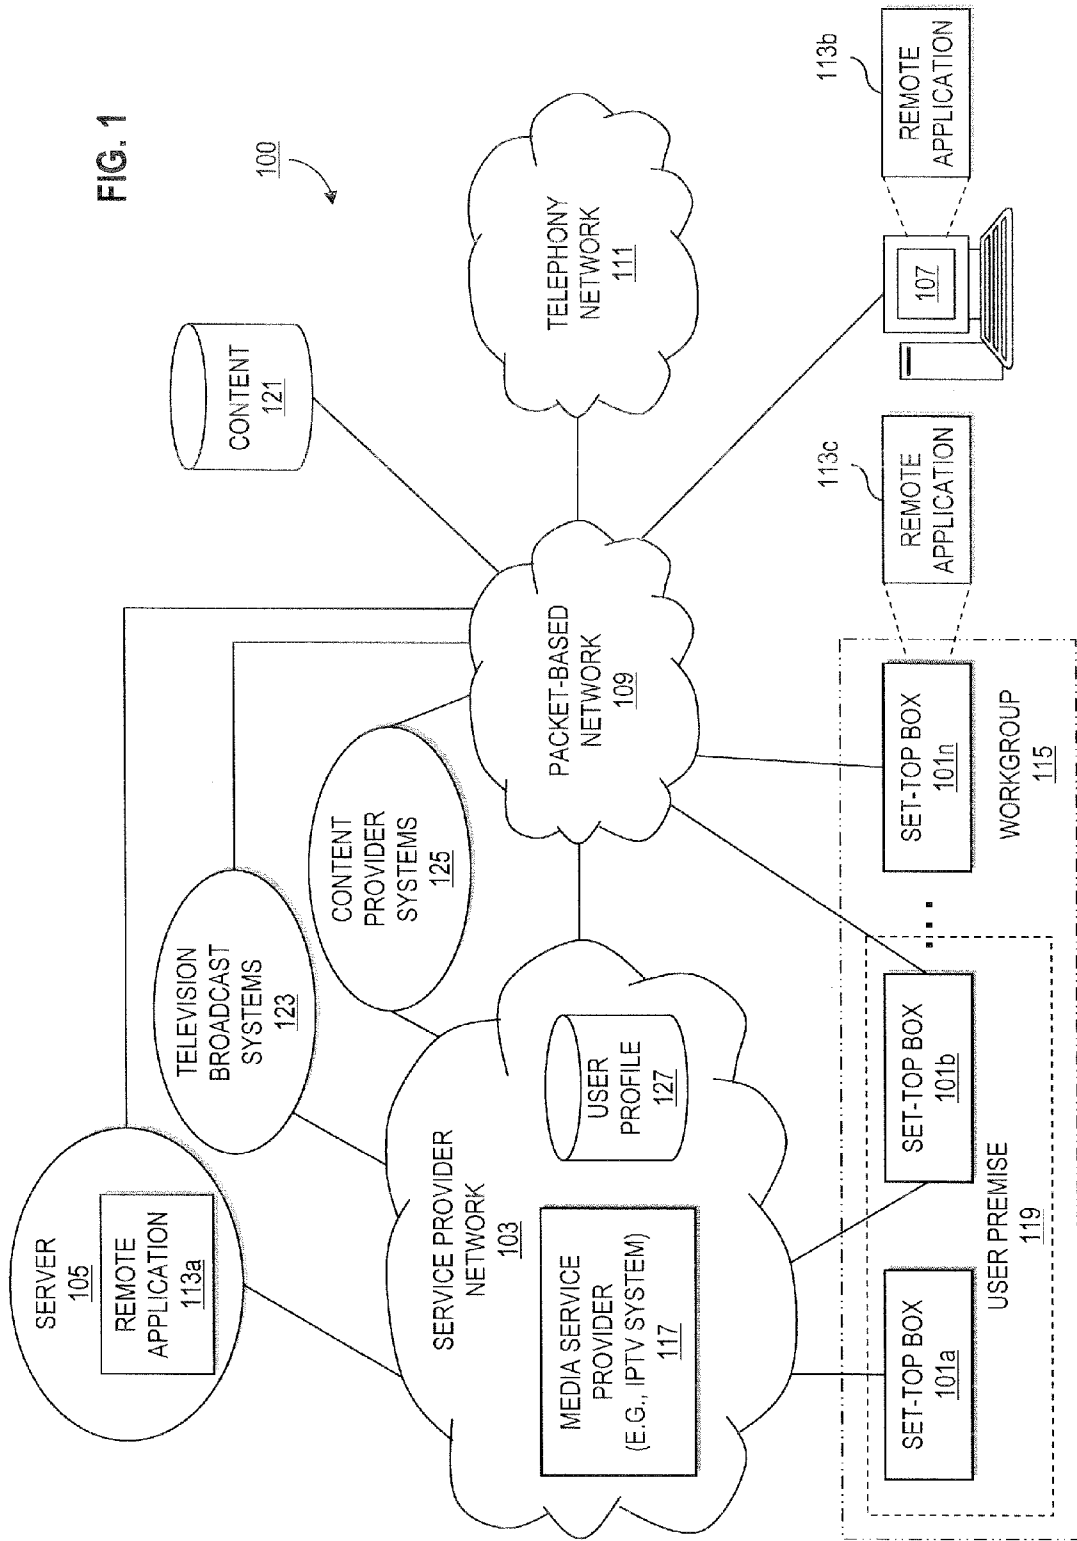 FIG. 1
100
SERVER
105
REMOTE
APPLICATION
113a
TELEVISION
BROADCAST
SYSTEMS
123
CONTENT
PROVIDER
SYSTEMS
125
CONTENT
121
SERVICE PROVIDER
NETWORK
103
MEDIA SERVICE
PROVIDER
(E.G., IPTV SYSTEM)
117
USER
PROFILE
127
PACKET-BASED
NETWORK
109
TELEPHONY
NETWORK
111
SET-TOP BOX
101a
SET-TOP BOX
101b
USER PREMISE
119
SET-TOP BOX
101n
WORKGROUP
115
113c
REMOTE
APPLICATION
107
113b
REMOTE
APPLICATION